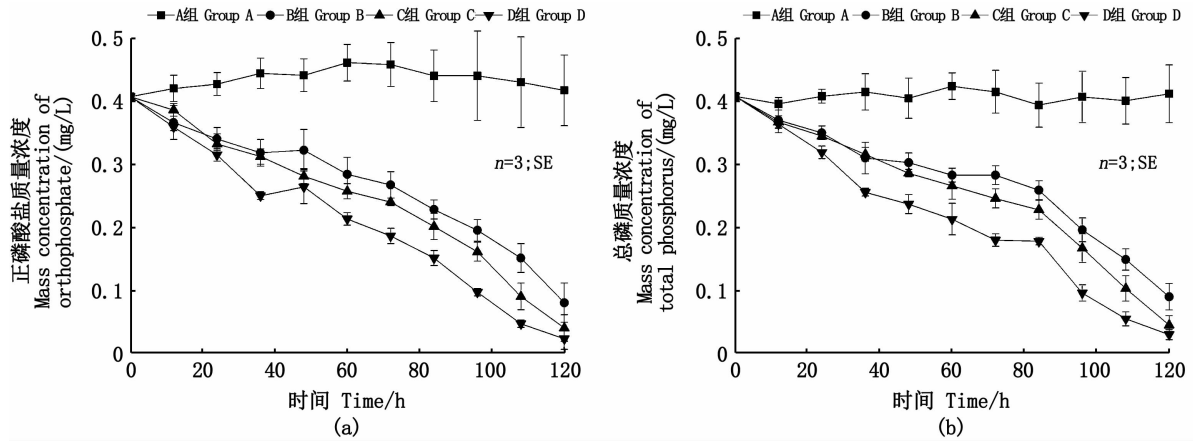 A组 Group A B组 Group B C组 Group C D组 Group D
0.5
0.4
0.3
0.2
0.1
0
正磷酸盐质量浓度
Mass concentration of
orthophosphate/(mg/L)
n=3;SE
0 20 40 60 80 100 120
时间 Time/h
(a)
A组 Group A B组 Group B C组 Group C D组 Group D
0.5
0.4
0.3
0.2
0.1
0
总磷质量浓度
Mass concentration of
total phosphorus/(mg/L)
n=3;SE
0 20 40 60 80 100 120
时间 Time/h
(b)